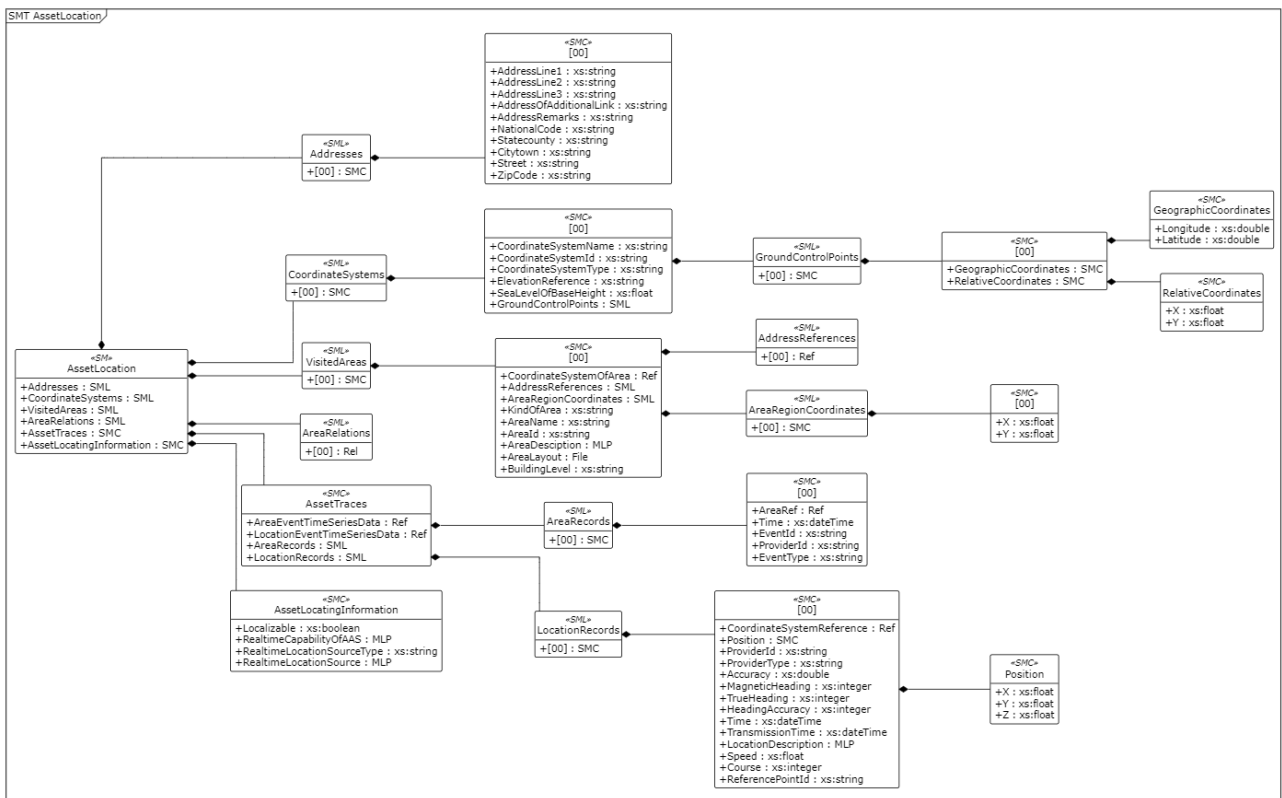 SMT AssetLocation
«SMC»
[00]
+AddressLine1 : xs:string
+AddressLine2 : xs:string
+AddressLine3 : xs:string
+AddressOfAdditionalLink : xs:string
+AddressRemarks : xs:string
+NationalCode : xs:string
+Statecounty : xs:string
+Citytown : xs:string
+Street : xs:string
+ZipCode : xs:string
«SML»
Addresses
+[00] : SMC
«SMC»
[00]
+CoordinateSystemName : xs:string
+CoordinateSystemId : xs:string
+CoordinateSystemType : xs:string
+ElevationReference : xs:string
+SeaLevelOfBaseHeight : xs:float
+GroundControlPoints : SML
«SML»
CoordinateSystems
+[00] : SMC
«SML»
GroundControlPoints
+[00] : SMC
«SMC»
[00]
+GeographicCoordinates : SMC
+RelativeCoordinates : SMC
«SMC»
GeographicCoordinates
+Longitude : xs:double
+Latitude : xs:double
«SMC»
RelativeCoordinates
+X : xs:float
+Y : xs:float
«SM»
AssetLocation
+Addresses : SML
+CoordinateSystems : SML
+VisitedAreas : SML
+AreaRelations : SML
+AssetTraces : SMC
+AssetLocatingInformation : SMC
«SML»
VisitedAreas
+[00] : SMC
«SMC»
[00]
+CoordinateSystemOfArea : Ref
+AddressReferences : SML
+AreaRegionCoordinates : SML
+KindOfArea : xs:string
+AreaName : xs:string
+AreaId : xs:string
+AreaDesciption : MLP
+AreaLayout : File
+BuildingLevel : xs:string
«SML»
AddressReferences
+[00] : Ref
«SML»
AreaRegionCoordinates
+[00] : SMC
«SMC»
[00]
+X : xs:float
+Y : xs:float
«SML»
AreaRelations
+[00] : Rel
«SMC»
AssetTraces
+AreaEventTimeSeriesData : Ref
+LocationEventTimeSeriesData : Ref
+AreaRecords : SML
+LocationRecords : SML
«SML»
AreaRecords
+[00] : SMC
«SMC»
[00]
+AreaRef : Ref
+Time : xs:dateTime
+EventId : xs:string
+ProviderId : xs:string
+EventType : xs:string
«SMC»
AssetLocatingInformation
+Localizable : xs:boolean
+RealtimeCapabilityOfAAS : MLP
+RealtimeLocationSourceType : xs:string
+RealtimeLocationSource : MLP
«SML»
LocationRecords
+[00] : SMC
«SMC»
[00]
+CoordinateSystemReference : Ref
+Position : SMC
+ProviderId : xs:string
+ProviderType : xs:string
+Accuracy : xs:double
+MagneticHeading : xs:integer
+TrueHeading : xs:integer
+HeadingAccuracy : xs:integer
+Time : xs:dateTime
+TransmissionTime : xs:dateTime
+LocationDescription : MLP
+Speed : xs:float
+Course : xs:integer
+ReferencePointId : xs:string
«SMC»
Position
+X : xs:float
+Y : xs:float
+Z : xs:float